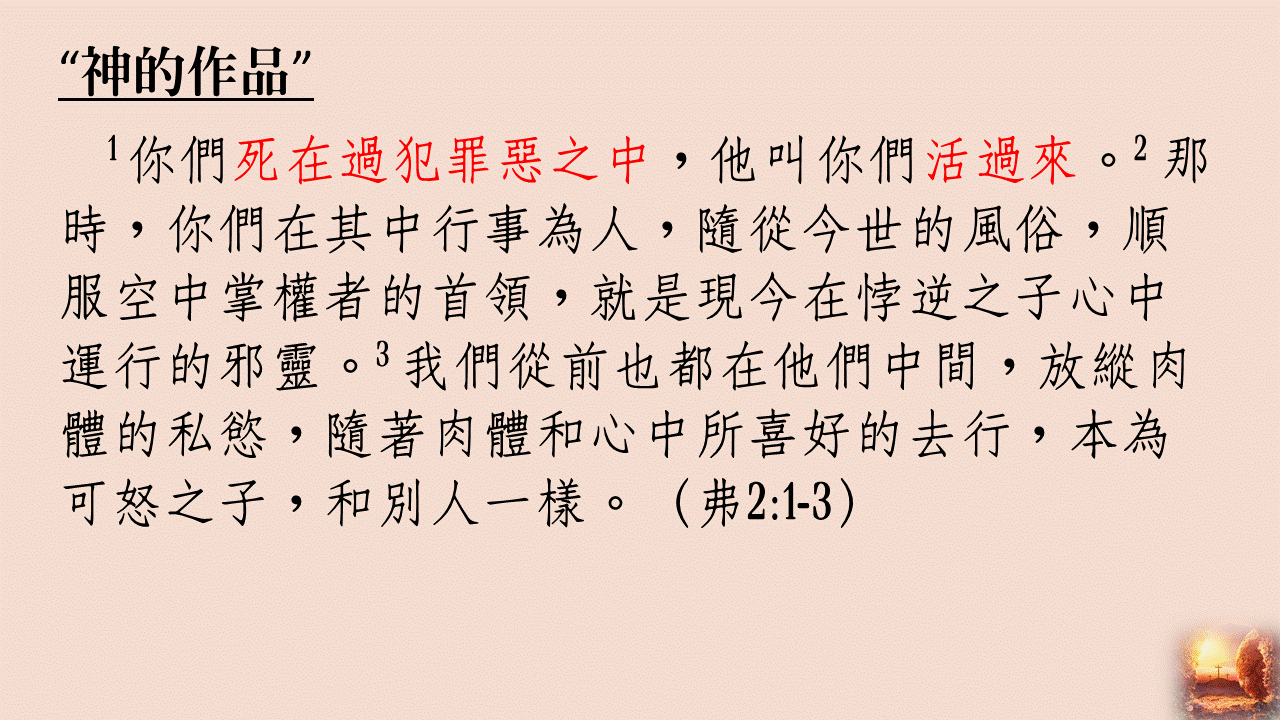 “神的作品”
1 你們死在過犯罪惡之中，他叫你們活過來。2 那
時，你們在其中行事為人，隨從今世的風俗，順
服空中掌權者的首領，就是現今在悖逆之子心中
運行的邪靈。3 我們從前也都在他們中間，放縱肉
體的私慾，隨著肉體和心中所喜好的去行，本為
可怒之子，和別人一樣。（弗2:1-3）